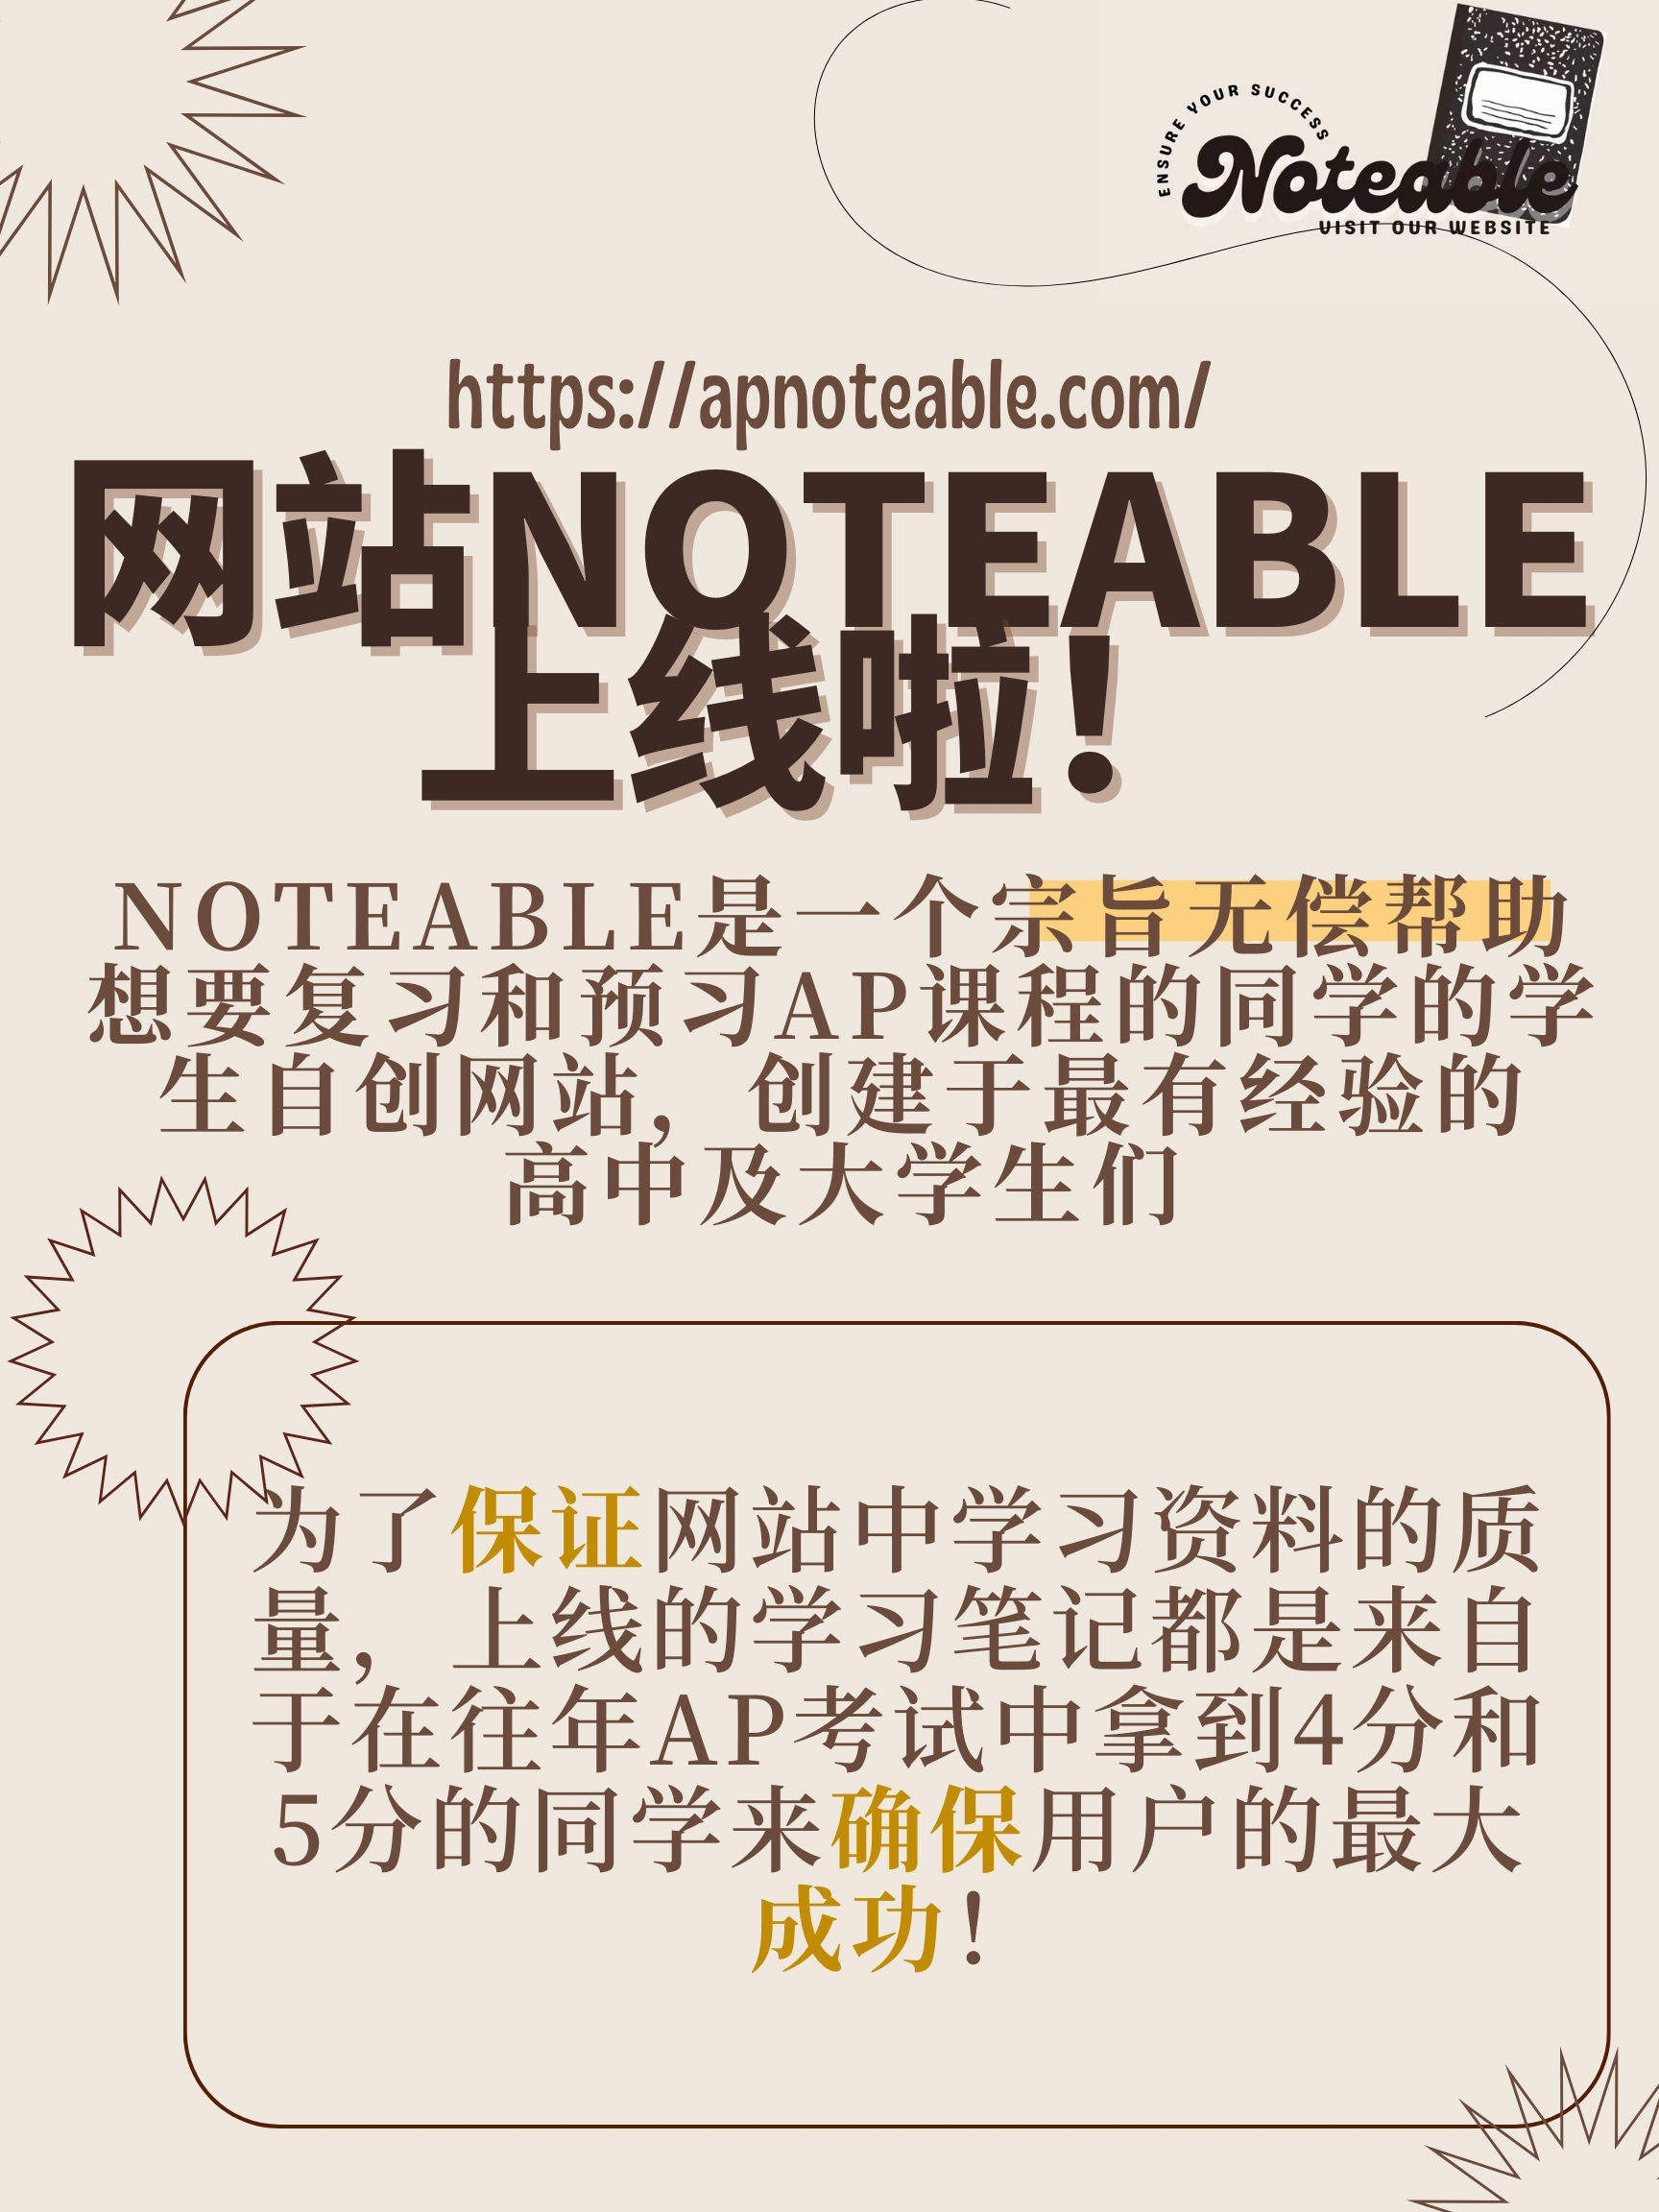 ENSURE YOUR SUCCESS
Noteable
VISIT OUR WEBSITE
https://apnoteable.com/
网站NOTEABLE
上线啦！
NOTEABLE是一个宗旨无偿帮助
想要复习和预习AP课程的同学的学
生自创网站，创建于最有经验的
高中及大学生们
为了保证网站中学习资料的质
量，上线的学习笔记都是来自
于在往年AP考试中拿到4分和
5分的同学来确保用户的最大
成功！